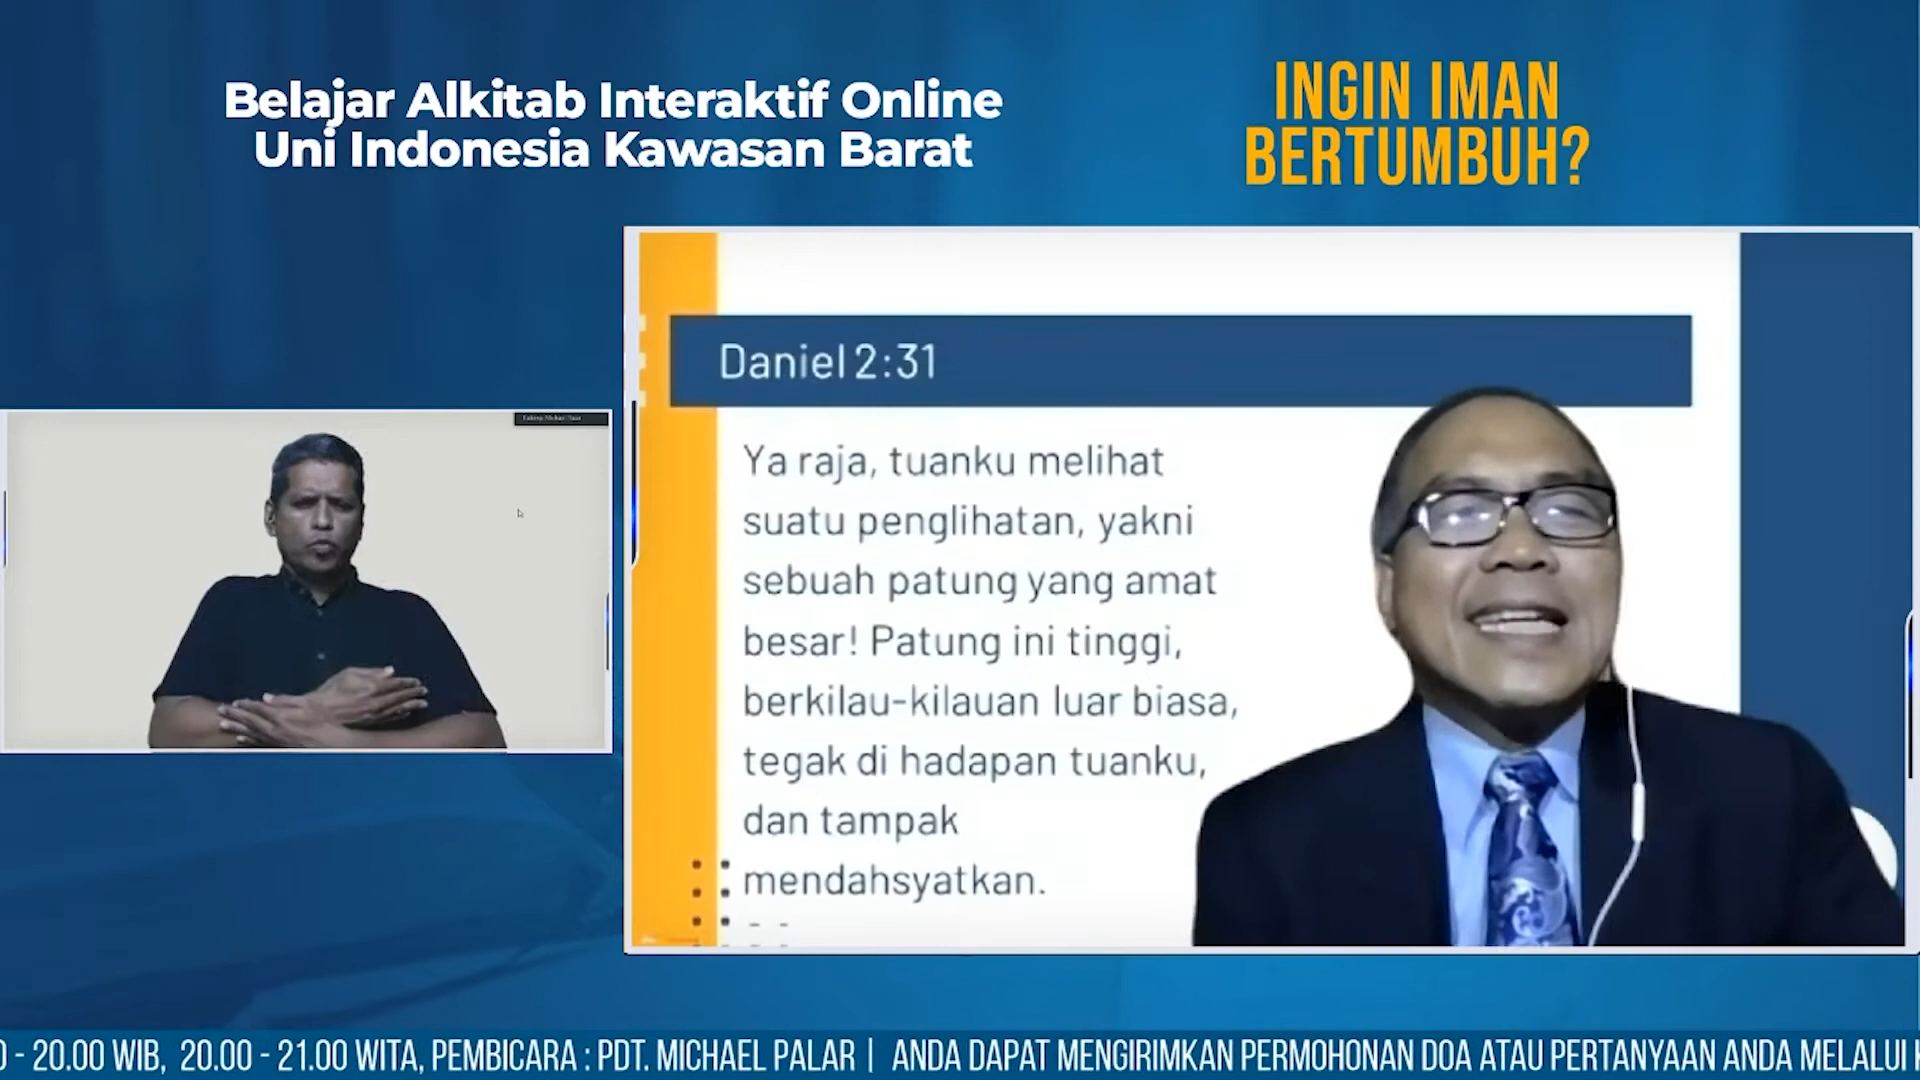 Belajar Alkitab Interaktif Online
Uni Indonesia Kawasan Barat
INGIN IMAN
BERTUMBUH?
Daniel 2:31
Ya raja, tuanku melihat
suatu penglihatan, yakni
sebuah patung yang amat
besar! Patung ini tinggi,
berkilau-kilauan luar biasa,
tegak di hadapan tuanku,
dan tampak
mendahsyatkan.
- 20.00 WIB, 20.00 - 21.00 WITA, PEMBICARA : PDT. MICHAEL PALAR | ANDA DAPAT MENGIRIMKAN PERMOHONAN DOA ATAU PERTANYAAN ANDA MELALUI